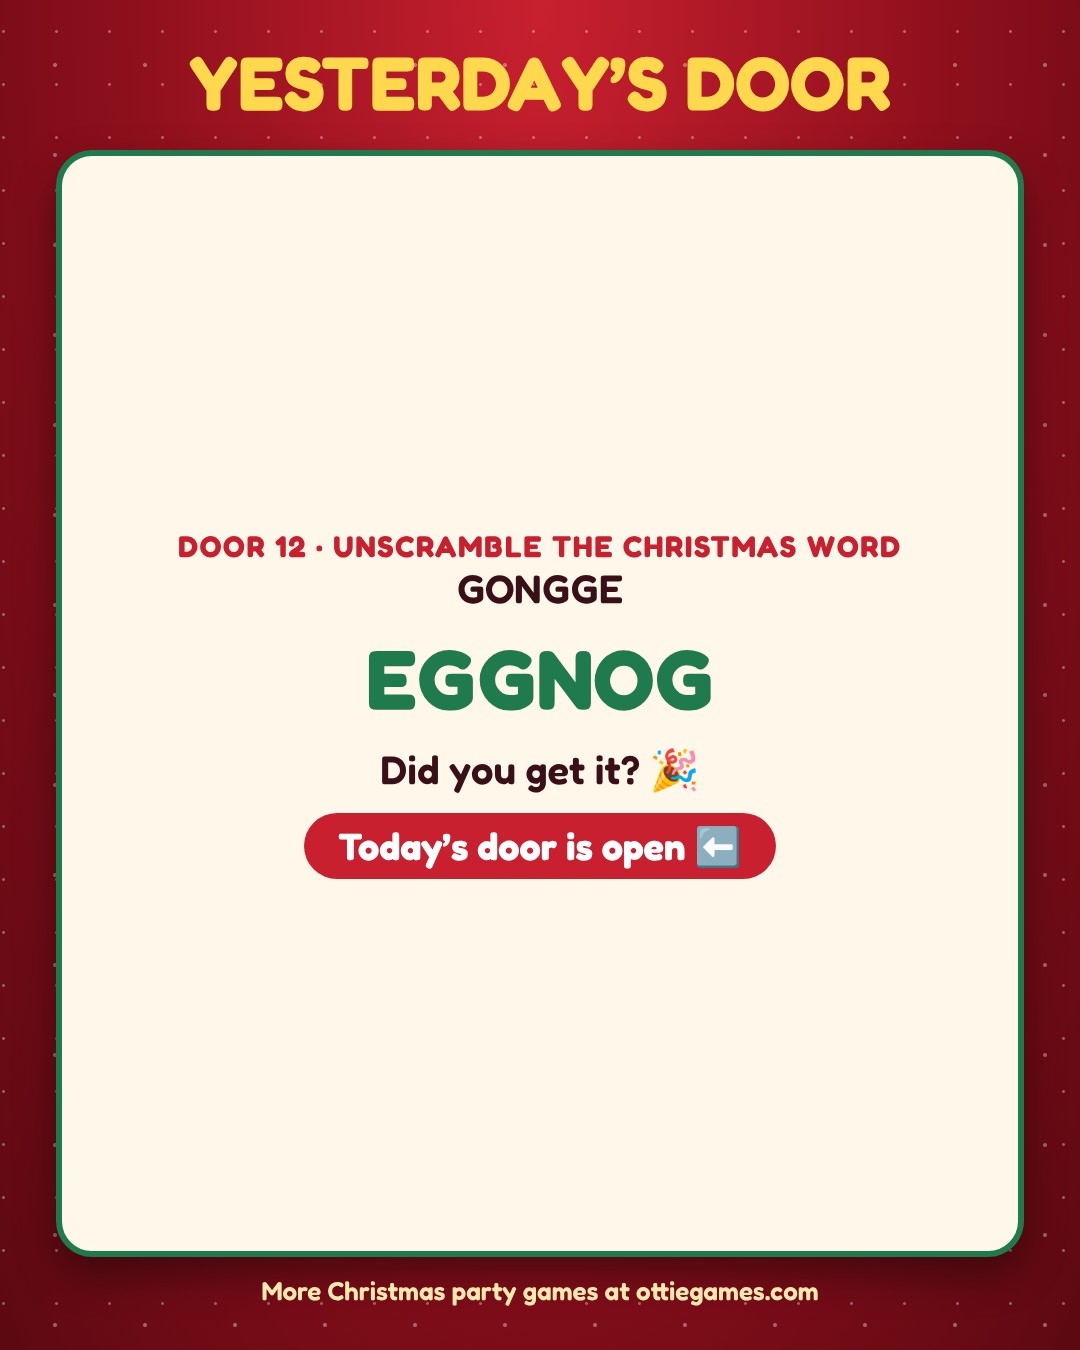 YESTERDAY’S DOOR
DOOR 12 · UNSCRAMBLE THE CHRISTMAS WORD
GONGGE
EGGNOG
Did you get it? 🎉
Today’s door is open ⬅️
More Christmas party games at ottiegames.com